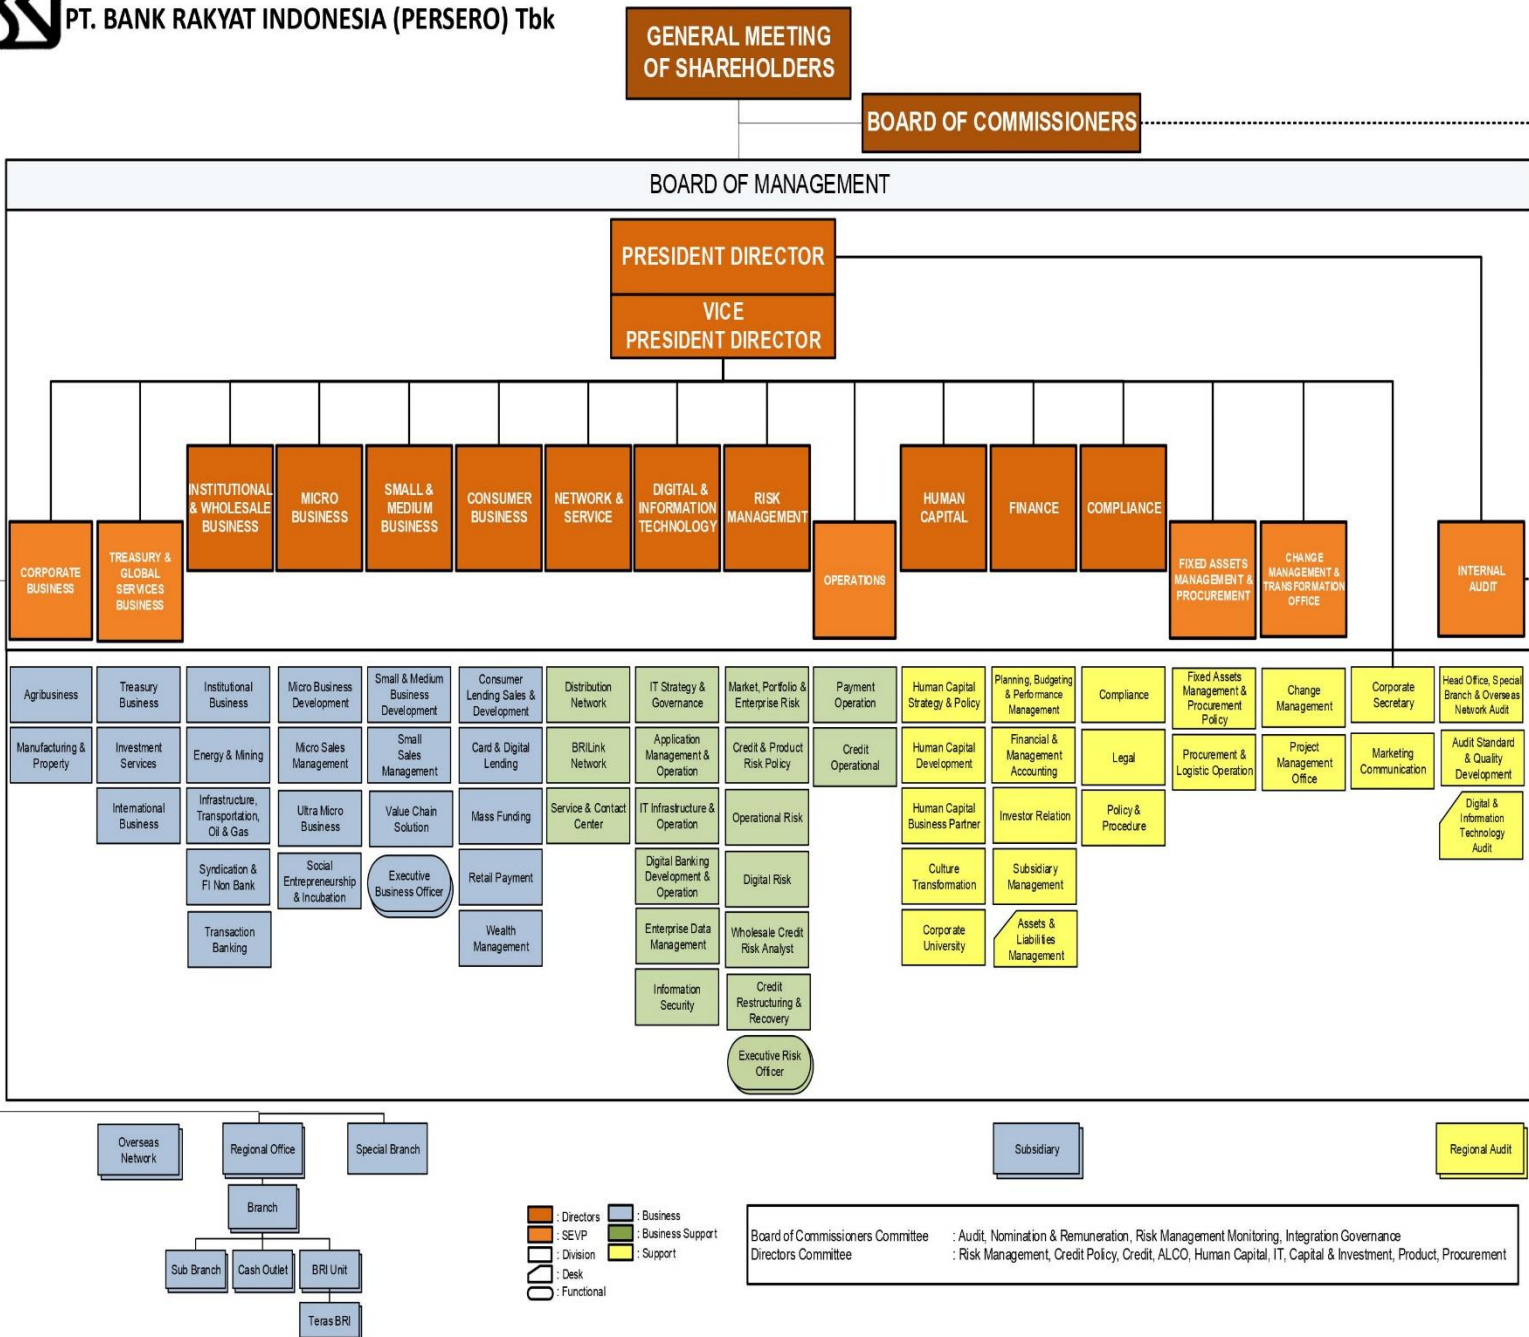 PT. BANK RAKYAT INDONESIA (PERSERO) Tbk
GENERAL MEETING
OF SHAREHOLDERS
BOARD OF COMMISSIONERS
BOARD OF MANAGEMENT
PRESIDENT DIRECTOR
VICE
PRESIDENT DIRECTOR
CORPORATE
BUSINESS
TREASURY &
GLOBAL
SERVICES
BUSINESS
INSTITUTIONAL
& WHOLESALE
BUSINESS
MICRO
BUSINESS
SMALL &
MEDIUM
BUSINESS
CONSUMER
BUSINESS
NETWORK &
SERVICE
DIGITAL &
INFORMATION
TECHNOLOGY
RISK
MANAGEMENT
OPERATIONS
HUMAN
CAPITAL
FINANCE
COMPLIANCE
FIXED ASSETS
MANAGEMENT &
PROCUREMENT
CHANGE
MANAGEMENT &
TRANSFORMATION
OFFICE
INTERNAL
AUDIT
Agribusiness
Manufacturing &
Property
Treasury
Business
Investment
Services
International
Business
Institutional
Business
Energy & Mining
Infrastructure,
Transportation,
Oil & Gas
Syndication &
FI Non Bank
Transaction
Banking
Micro Business
Development
Micro Sales
Management
Ultra Micro
Business
Social
Entrepreneurship
& Incubation
Small & Medium
Business
Development
Small
Sales
Management
Value Chain
Solution
Executive
Business Officer
Consumer
Lending Sales &
Development
Card & Digital
Lending
Mass Funding
Retail Payment
Wealth
Management
Distribution
Network
BRILink
Network
Service & Contact
Center
IT Strategy &
Governance
Application
Management &
Operation
IT Infrastructure &
Operation
Digital Banking
Development &
Operation
Enterprise Data
Management
Information
Security
Market, Portfolio &
Enterprise Risk
Credit & Product
Risk Policy
Operational Risk
Digital Risk
Wholesale Credit
Risk Analyst
Credit
Restructuring &
Recovery
Executive Risk
Officer
Payment
Operation
Credit
Operational
Human Capital
Strategy & Policy
Human Capital
Development
Human Capital
Business Partner
Culture
Transformation
Corporate
University
Planning, Budgeting
& Performance
Management
Financial &
Management
Accounting
Investor Relation
Subsidiary
Management
Assets &
Liabilities
Management
Compliance
Legal
Policy &
Procedure
Fixed Assets
Management &
Procurement
Policy
Procurement &
Logistic Operation
Change
Management
Project
Management
Office
Corporate
Secretary
Marketing
Communication
Head Office, Special
Branch & Overseas
Network Audit
Audit Standard
& Quality
Development
Digital &
Information
Technology
Audit
Overseas
Network
Regional Office
Special Branch
Subsidiary
Regional Audit
Branch
Sub Branch
Cash Outlet
BRI Unit
Teras BRI
: Directors
: Business
: SEVP
: Business Support
: Division
: Support
: Desk
: Functional
Board of Commissioners Committee : Audit, Nomination & Remuneration, Risk Management Monitoring, Integration Governance
Directors Committee : Risk Management, Credit Policy, Credit, ALCO, Human Capital, IT, Capital & Investment, Product, Procurement